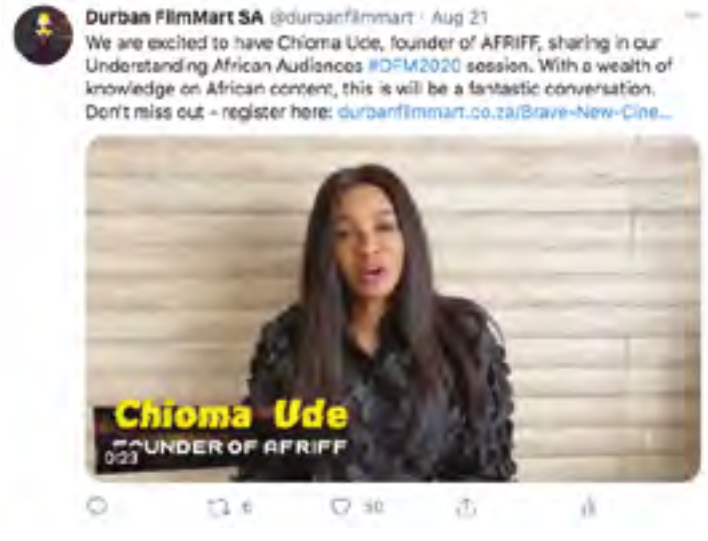 Durban FilmMart SA @durbanfilmmart · Aug 21
We are excited to have Chioma Ude, founder of AFRIFF, sharing in our
Understanding African Audiences #DFM2020 session. With a wealth of
knowledge on African content, this is will be a fantastic conversation.
Don't miss out - register here: durbanfilmmart.co.za/Brave-New-Cine...
Chioma Ude
FOUNDER OF AFRIFF
0:23
6
50